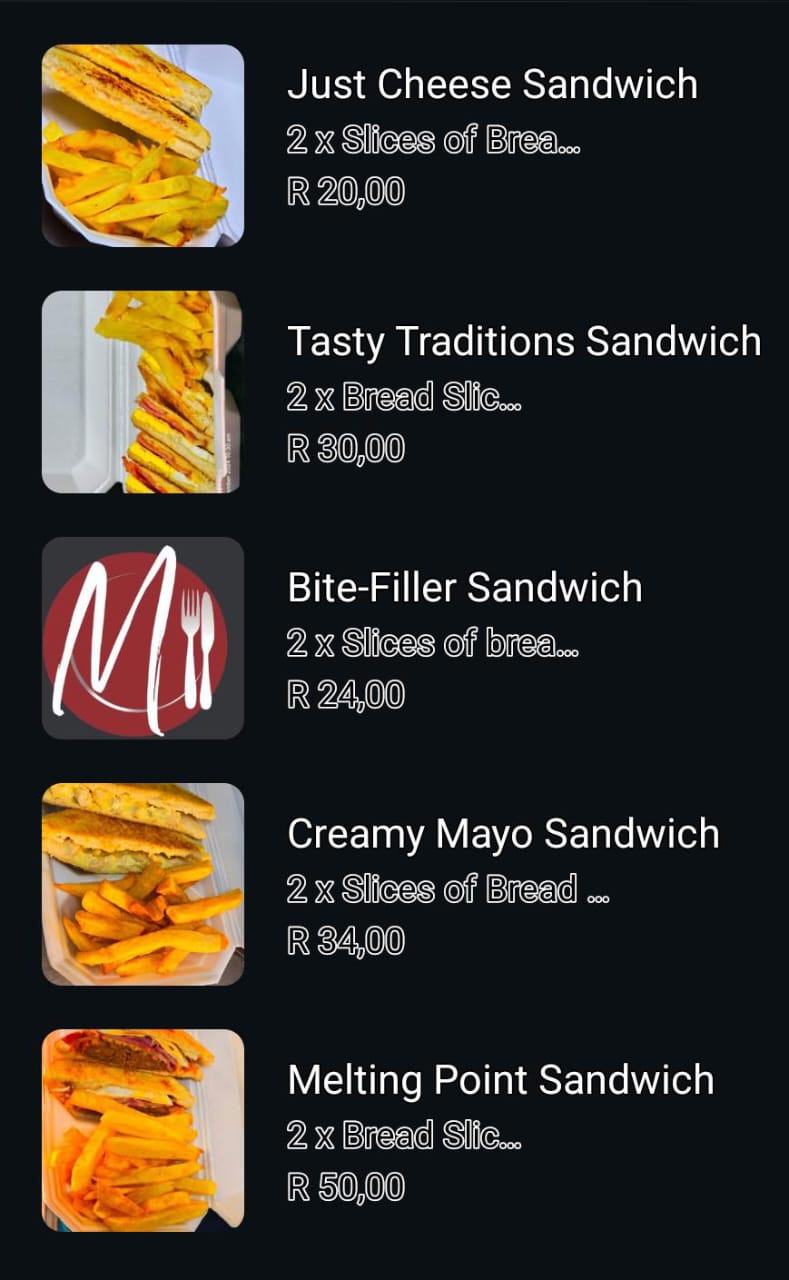 Just Cheese Sandwich
2 x Slices of Brea...
R 20,00
Tasty Traditions Sandwich
2 x Bread Slic...
R 30,00
M
Bite-Filler Sandwich
2 x Slices of brea...
R 24,00
Creamy Mayo Sandwich
2 x Slices of Bread ...
R 34,00
Melting Point Sandwich
2 x Bread Slic...
R 50,00